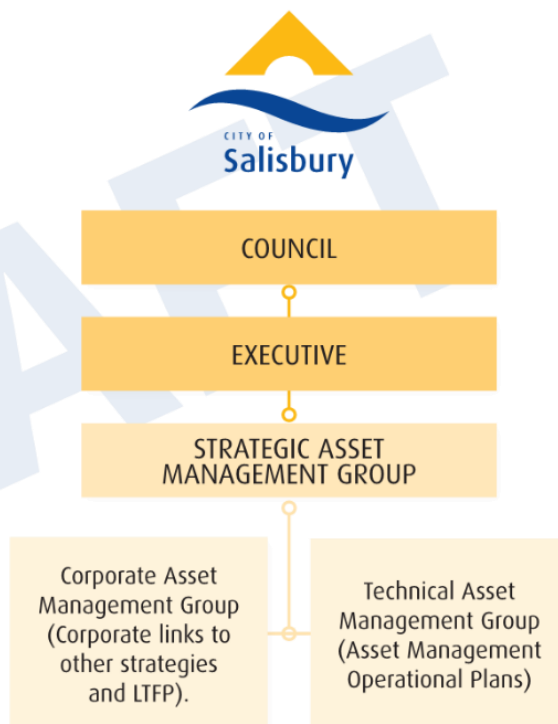 CITY OF
Salisbury
COUNCIL
EXECUTIVE
STRATEGIC ASSET
MANAGEMENT GROUP
Corporate Asset
Management Group
(Corporate links to
other strategies
and LTFP).
Technical Asset
Management Group
(Asset Management
Operational Plans)